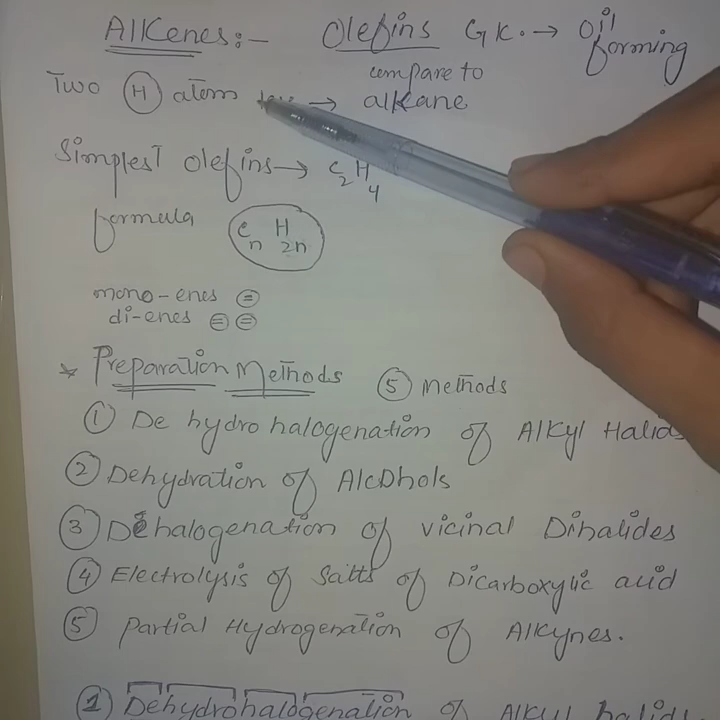 Alkenes:- Olefins GK. → Oil forming
Two H atom → compare to alkane
Simplest Olefins → C2H4
formula CnH2n
mono-enes =
di-enes = =
* Preparation Methods 5 Methods
1 De hydro halogenation of Alkyl Halid
2 Dehydration of Alcohols
3 Dehalogenation of vicinal Dihalides
4 Electrolysis of Salts of Dicarboxylic acid
5 Partial Hydrogenation of Alkynes.
1) Dehydrohalogenation of Alkyl halid